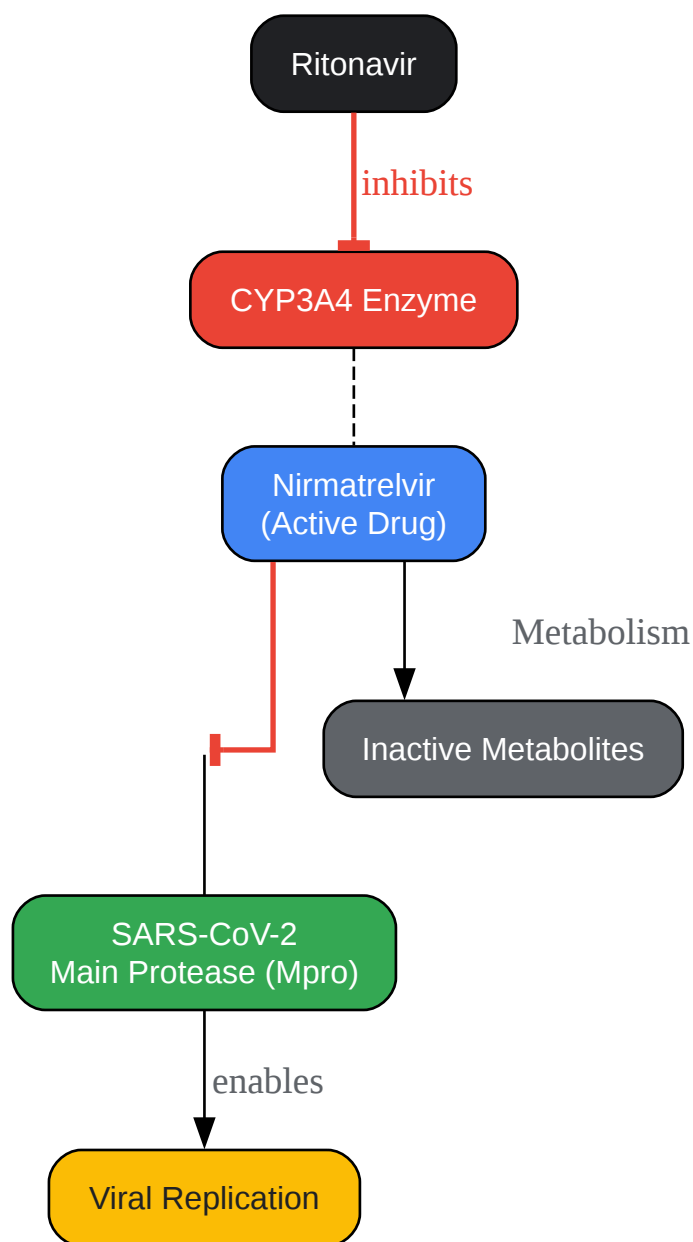 Ritonavir
inhibits
CYP3A4 Enzyme
Nirmatrelvir
(Active Drug)
Metabolism
Inactive Metabolites
SARS-CoV-2
Main Protease (Mpro)
enables
Viral Replication